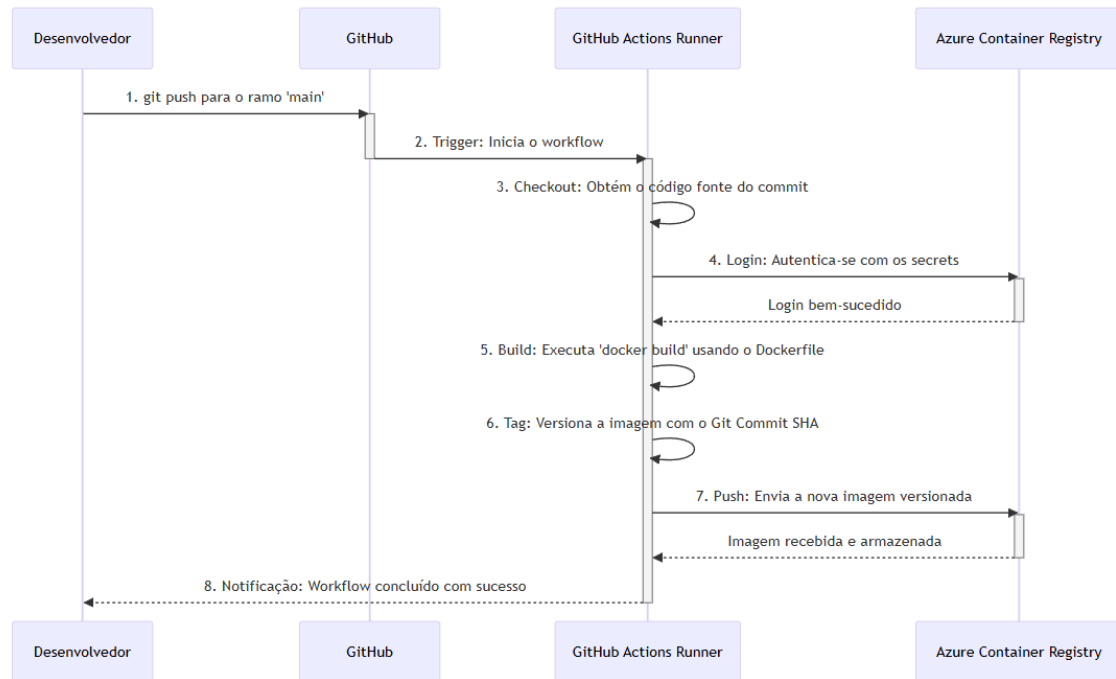 Desenvolvedor
GitHub
GitHub Actions Runner
Azure Container Registry
1. git push para o ramo 'main'
2. Trigger: Inicia o workflow
3. Checkout: Obtém o código fonte do commit
4. Login: Autentica-se com os secrets
Login bem-sucedido
5. Build: Executa 'docker build' usando o Dockerfile
6. Tag: Versiona a imagem com o Git Commit SHA
7. Push: Envia a nova imagem versionada
Imagem recebida e armazenada
8. Notificação: Workflow concluído com sucesso
Desenvolvedor
GitHub
GitHub Actions Runner
Azure Container Registry